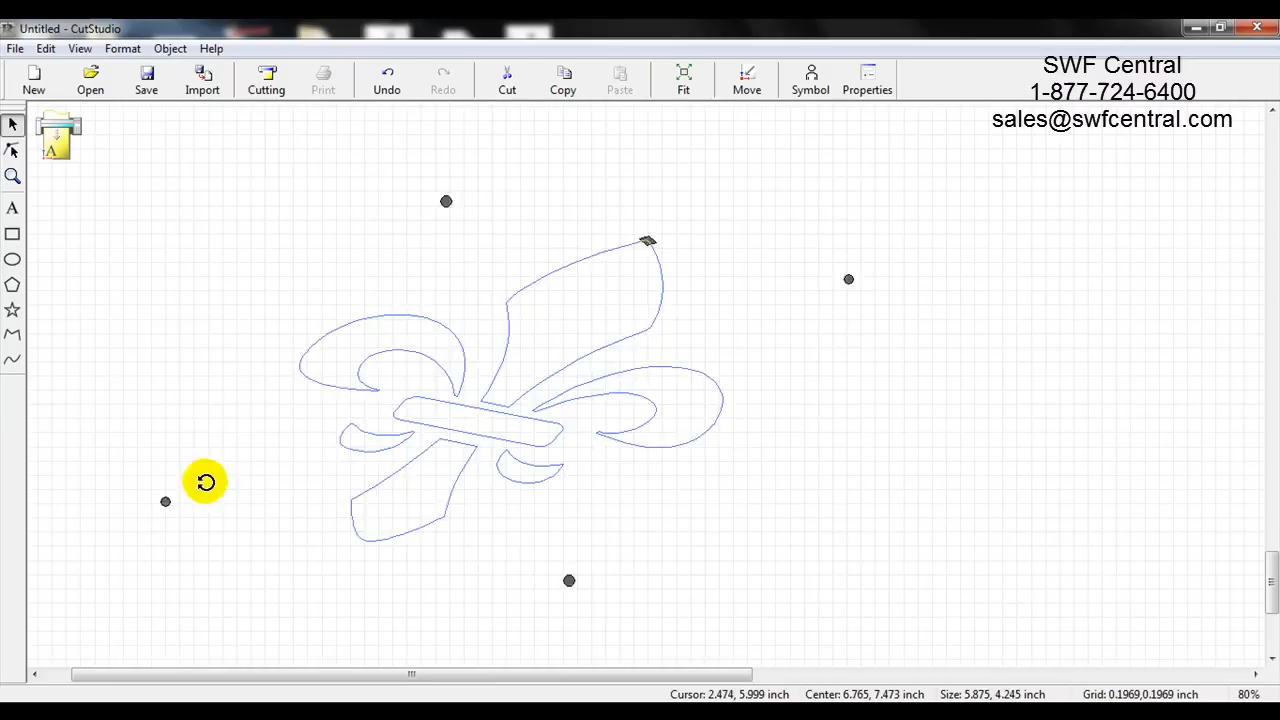 Untitled - CutStudio
File Edit View Format Object Help
SWF Central
1-877-724-6400
sales@swfcentral.com
New Open Save Import Cutting Print Undo Redo Cut Copy Paste Fit Move Symbol Properties
A
A
Cursor: 2.474, 5.999 inch Center: 6.765, 7.473 inch Size: 5.875, 4.245 inch Grid: 0.1969,0.1969 inch 80%